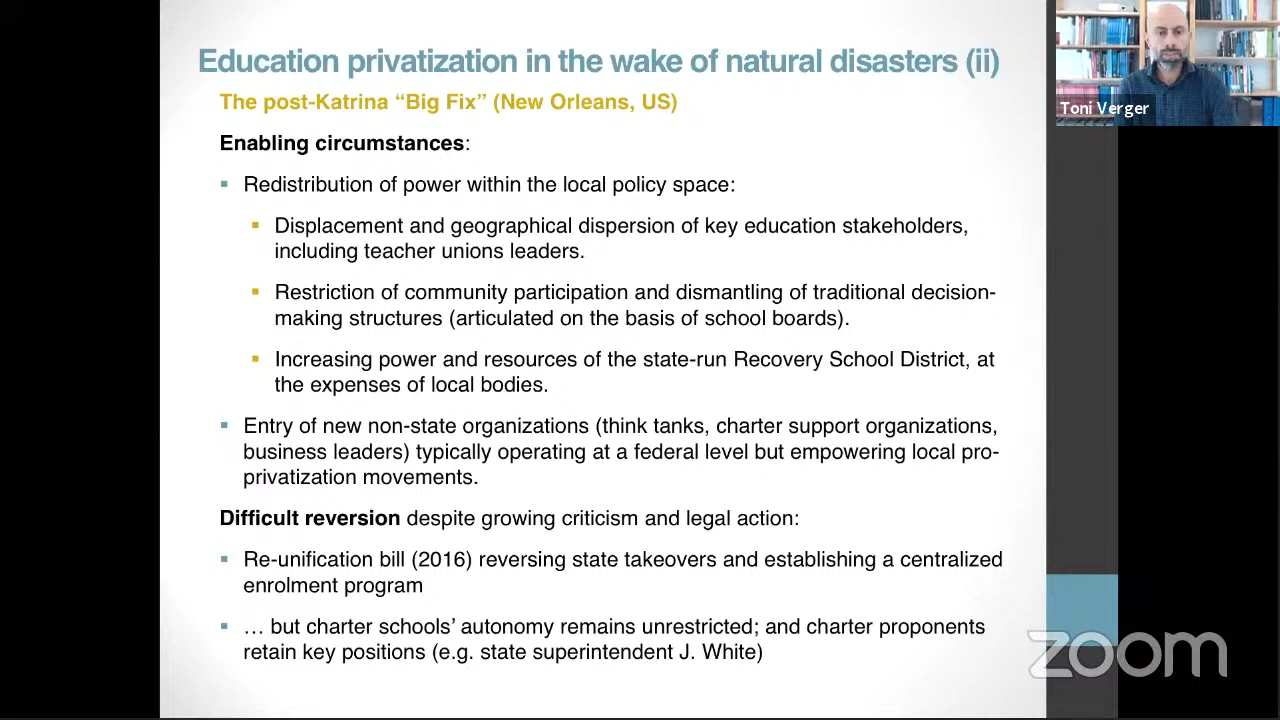 Education privatization in the wake of natural disasters (ii)
The post-Katrina “Big Fix” (New Orleans, US)
Enabling circumstances:
Redistribution of power within the local policy space:
Displacement and geographical dispersion of key education stakeholders,
including teacher unions leaders.
Restriction of community participation and dismantling of traditional decision-
making structures (articulated on the basis of school boards).
Increasing power and resources of the state-run Recovery School District, at
the expenses of local bodies.
Entry of new non-state organizations (think tanks, charter support organizations,
business leaders) typically operating at a federal level but empowering local pro-
privatization movements.
Difficult reversion despite growing criticism and legal action:
Re-unification bill (2016) reversing state takeovers and establishing a centralized
enrolment program
… but charter schools’ autonomy remains unrestricted; and charter proponents
retain key positions (e.g. state superintendent J. White)
Toni Verger
zoom